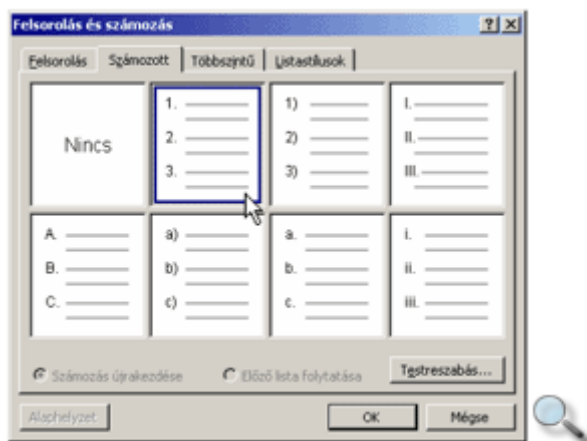 Felsorolás és számozás
Felsorolás Számozott Többszintű Listastílusok
Nincs
1.
2.
3.
1)
2)
3)
I.
II.
III.
A.
B.
C.
a)
b)
c)
a.
b.
c.
i.
ii.
iii.
Számozás újrakezdése Előző lista folytatása Testreszabás...
Alaphelyzet OK Mégse